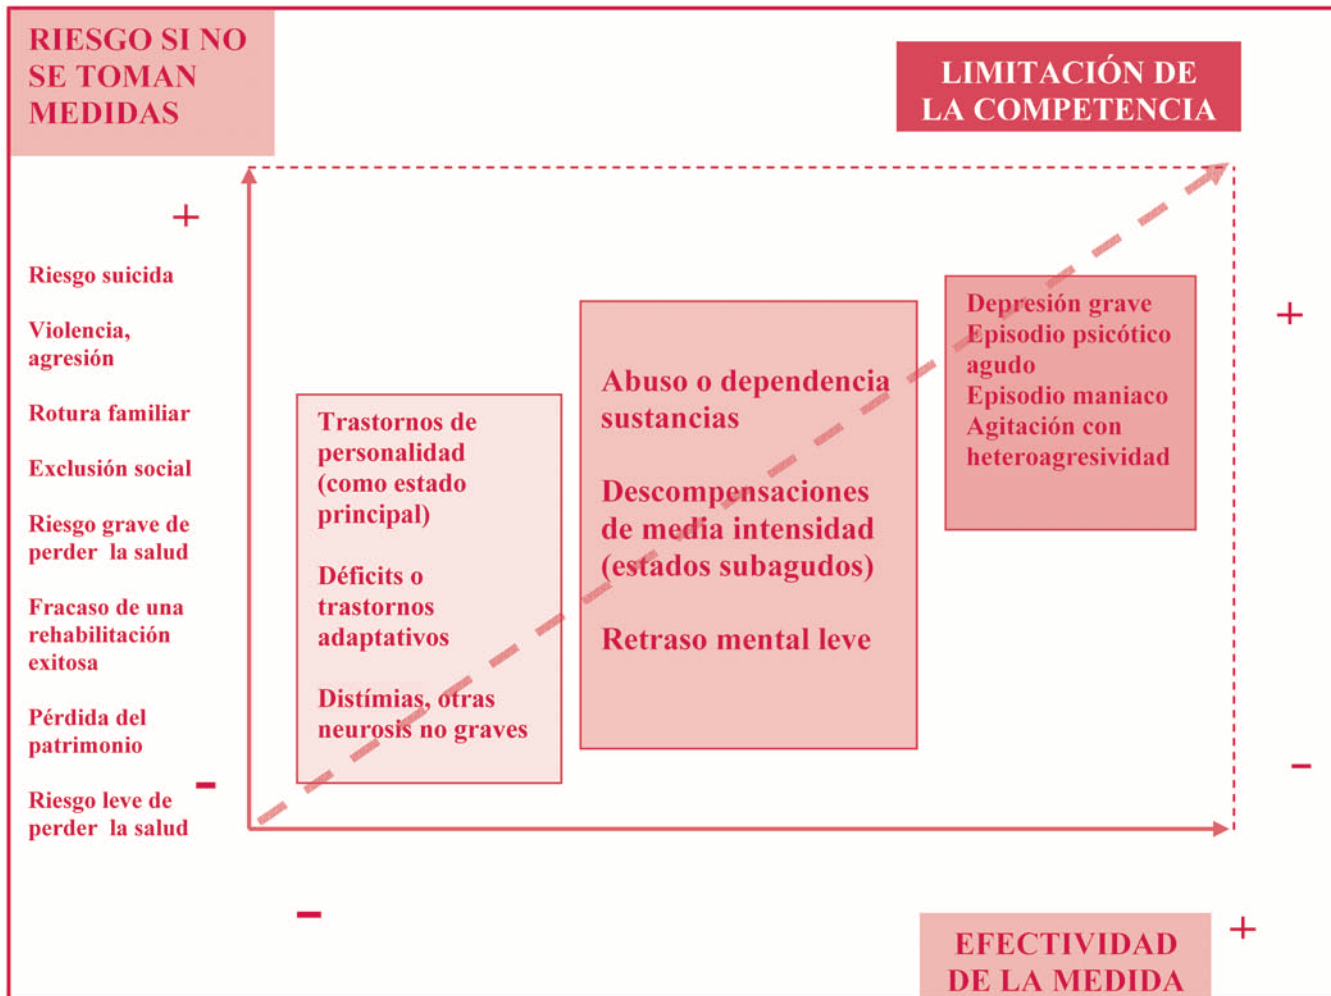 RIESGO SI NO
SE TOMAN
MEDIDAS
LIMITACIÓN DE
LA COMPETENCIA
+
Riesgo suicida
Violencia,
agresión
Rotura familiar
Exclusión social
Riesgo grave de
perder la salud
Fracaso de una
rehabilitación
exitosa
Pérdida del
patrimonio
-
Riesgo leve de
perder la salud
Trastornos de
personalidad
(como estado
principal)
Déficits o
trastornos
adaptativos
Distímias, otras
neurosis no graves
Abuso o dependencia
sustancias
Descompensaciones
de media intensidad
(estados subagudos)
Retraso mental leve
Depresión grave
Episodio psicótico
agudo
Episodio maniaco
Agitación con
heteroagresividad
+
-
-
+
EFECTIVIDAD
DE LA MEDIDA